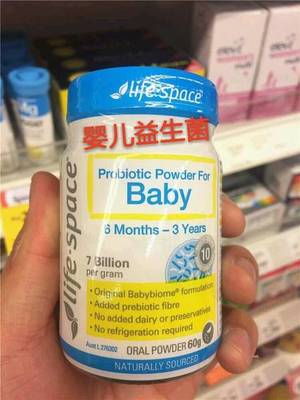 life·space
婴儿益生菌
Probiotic Powder For
Baby
6 Months – 3 Years
7 Billion
per gram
10
• Original Babybiome® formulation
• Added prebiotic fibre
• No added dairy or preservatives
• No refrigeration required
Aust L 276302
ORAL POWDER 60g
NATURALLY SOURCED
life·space